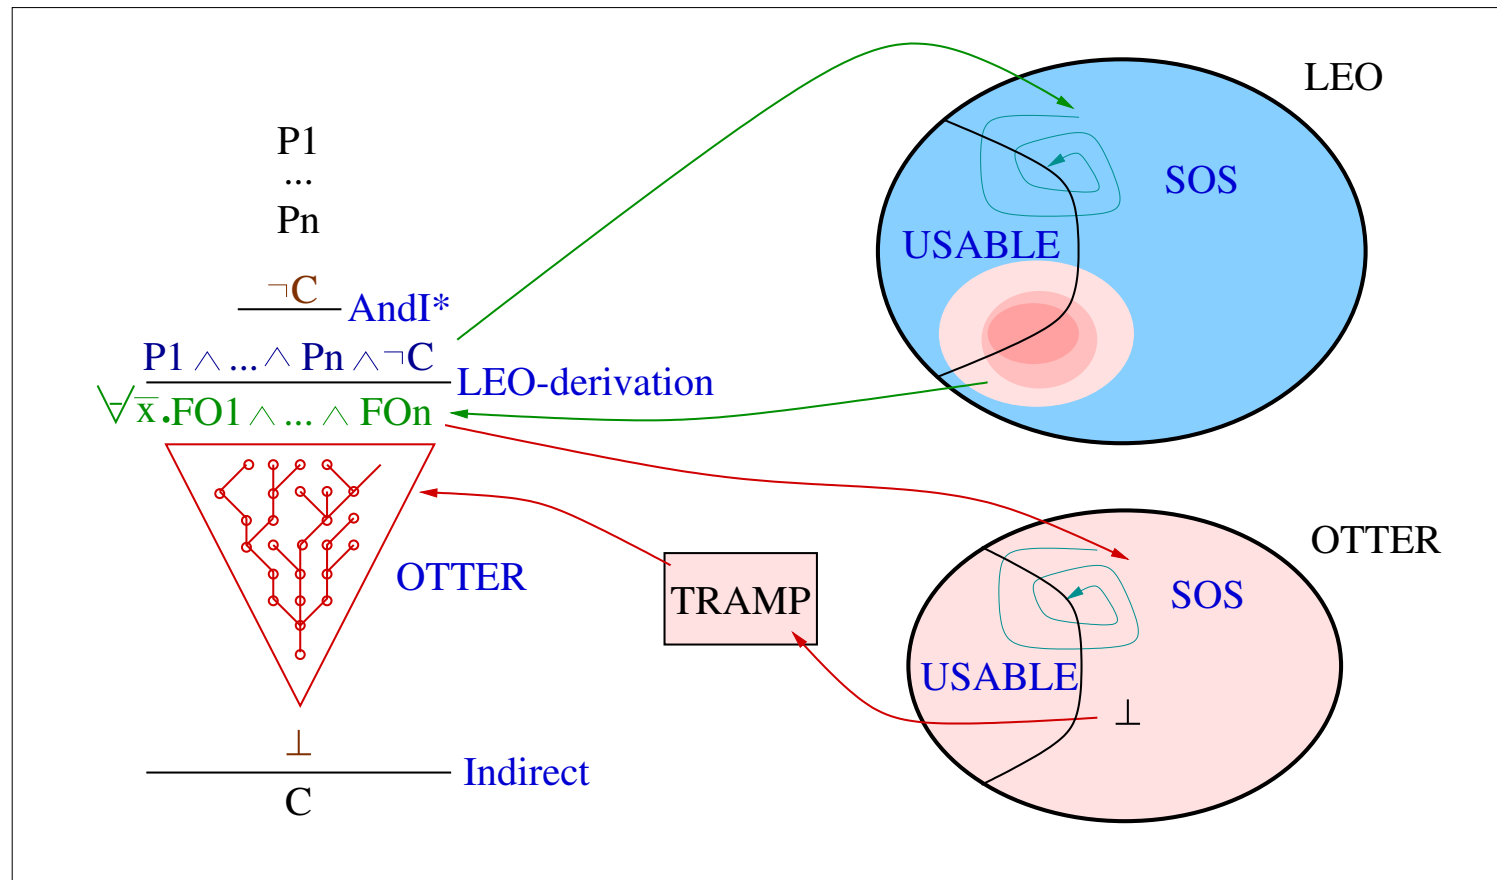 P1
...
Pn
¬C
AndI*
P1 ∧ ... ∧ Pn ∧ ¬C
LEO-derivation
∀x̅.FO1 ∧ ... ∧ FOn
OTTER
⊥
Indirect
C
TRAMP
LEO
SOS
USABLE
OTTER
SOS
USABLE
⊥